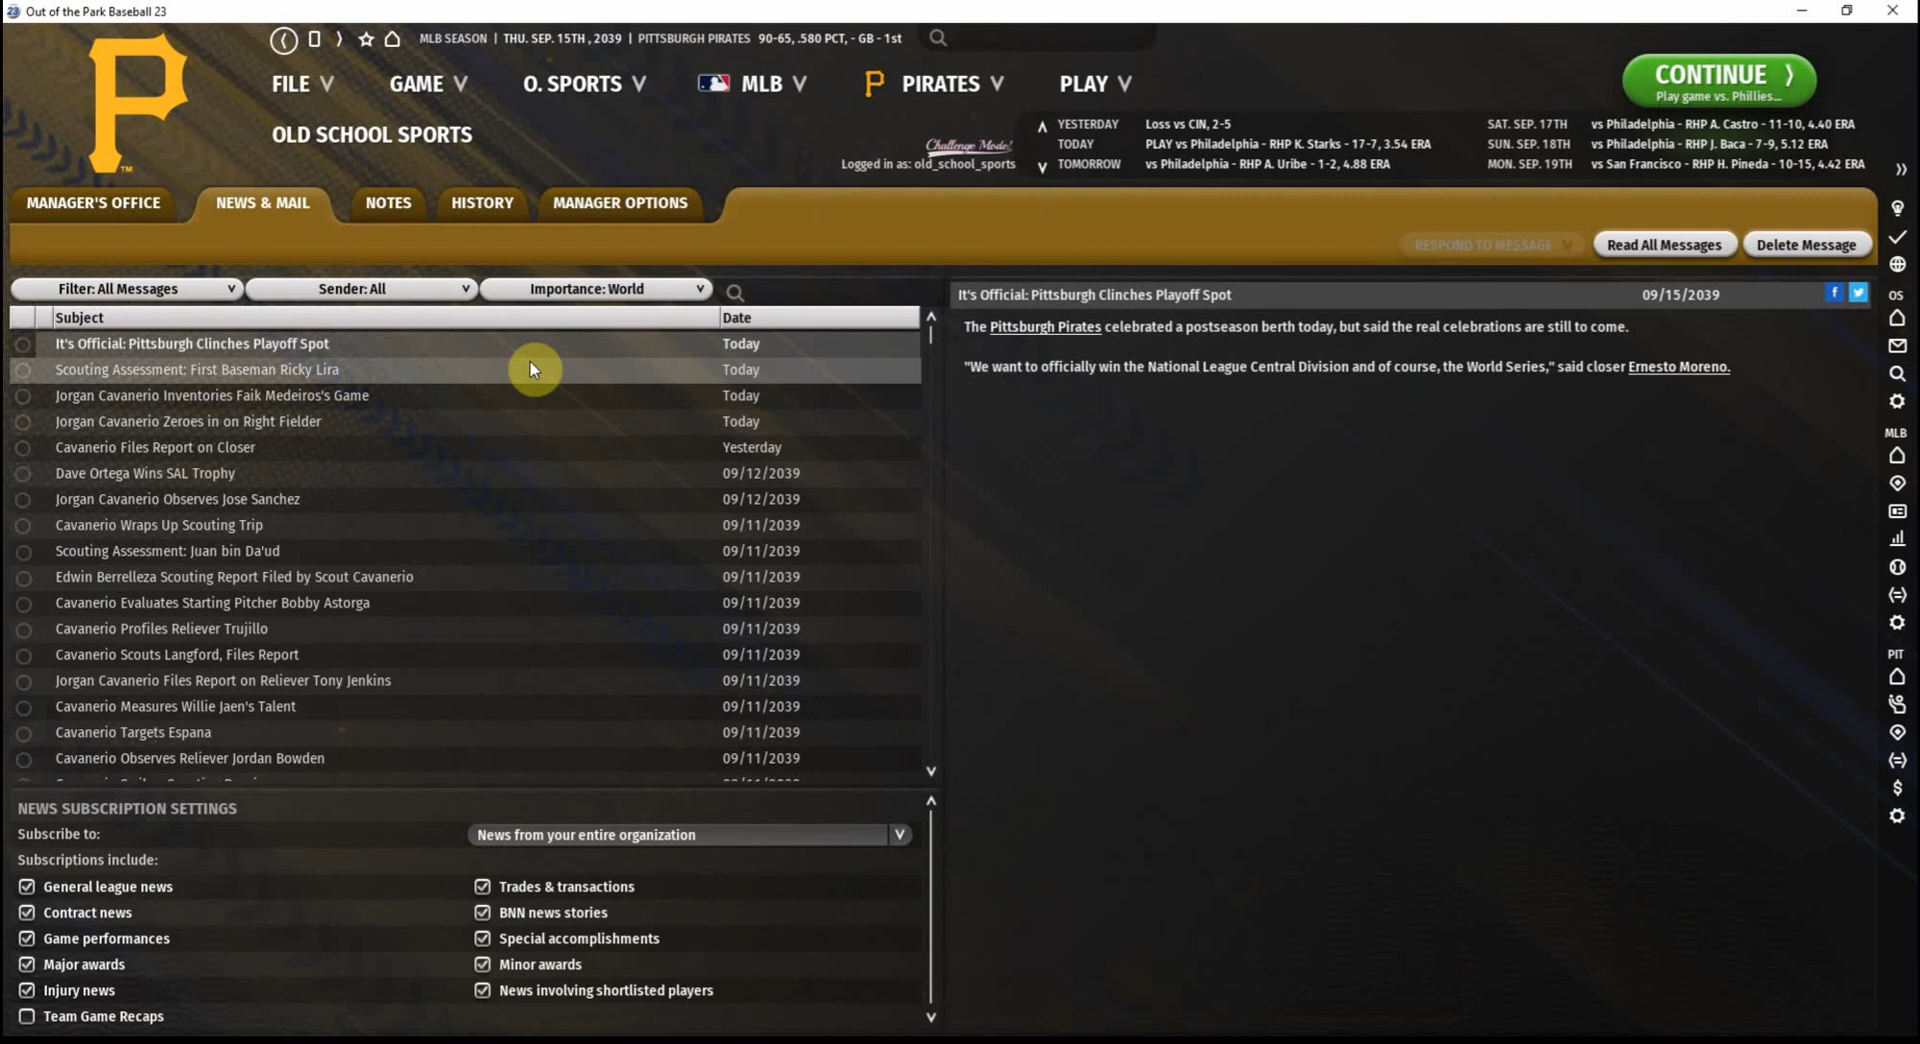 23 Out of the Park Baseball 23
MLB SEASON | THU. SEP. 15TH , 2039 | PITTSBURGH PIRATES 90-65, .580 PCT, - GB - 1st
P
TM
FILE GAME O. SPORTS MLB P PIRATES PLAY
CONTINUE
Play game vs. Phillies...
OLD SCHOOL SPORTS
Challenge Mode!
Logged in as: old_school_sports
YESTERDAY Loss vs CIN, 2-5
TODAY PLAY vs Philadelphia - RHP K. Starks - 17-7, 3.54 ERA
TOMORROW vs Philadelphia - RHP A. Uribe - 1-2, 4.88 ERA
SAT. SEP. 17TH vs Philadelphia - RHP A. Castro - 11-10, 4.40 ERA
SUN. SEP. 18TH vs Philadelphia - RHP J. Baca - 7-9, 5.12 ERA
MON. SEP. 19TH vs San Francisco - RHP H. Pineda - 10-15, 4.42 ERA
MANAGER'S OFFICE NEWS & MAIL NOTES HISTORY MANAGER OPTIONS
RESPOND TO MESSAGE Read All Messages Delete Message
Filter: All Messages Sender: All Importance: World
Subject Date
It's Official: Pittsburgh Clinches Playoff Spot Today
Scouting Assessment: First Baseman Ricky Lira Today
Jorgan Cavanerio Inventories Faik Medeiros's Game Today
Jorgan Cavanerio Zeroes in on Right Fielder Today
Cavanerio Files Report on Closer Yesterday
Dave Ortega Wins SAL Trophy 09/12/2039
Jorgan Cavanerio Observes Jose Sanchez 09/12/2039
Cavanerio Wraps Up Scouting Trip 09/11/2039
Scouting Assessment: Juan bin Da'ud 09/11/2039
Edwin Berrelleza Scouting Report Filed by Scout Cavanerio 09/11/2039
Cavanerio Evaluates Starting Pitcher Bobby Astorga 09/11/2039
Cavanerio Profiles Reliever Trujillo 09/11/2039
Cavanerio Scouts Langford, Files Report 09/11/2039
Jorgan Cavanerio Files Report on Reliever Tony Jenkins 09/11/2039
Cavanerio Measures Willie Jaen's Talent 09/11/2039
Cavanerio Targets Espana 09/11/2039
Cavanerio Observes Reliever Jordan Bowden 09/11/2039
It's Official: Pittsburgh Clinches Playoff Spot 09/15/2039
The Pittsburgh Pirates celebrated a postseason berth today, but said the real celebrations are still to come.
"We want to officially win the National League Central Division and of course, the World Series," said closer Ernesto Moreno.
NEWS SUBSCRIPTION SETTINGS
Subscribe to: News from your entire organization
Subscriptions include:
General league news Trades & transactions
Contract news BNN news stories
Game performances Special accomplishments
Major awards Minor awards
Injury news News involving shortlisted players
Team Game Recaps
OS
MLB
PIT
$